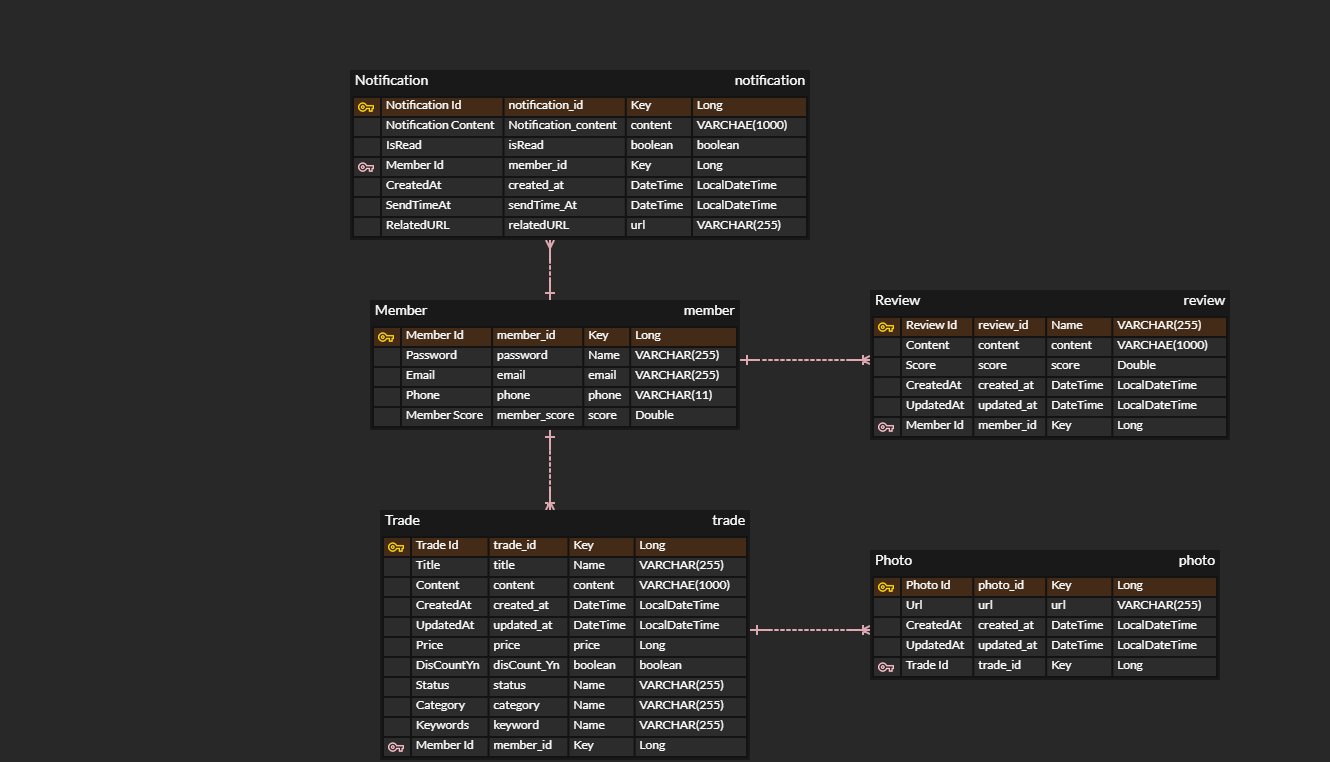 Notification notification
Notification Id notification_id Key Long
Notification Content Notification_content content VARCHAE(1000)
IsRead isRead boolean boolean
Member Id member_id Key Long
CreatedAt created_at DateTime LocalDateTime
SendTimeAt sendTime_At DateTime LocalDateTime
RelatedURL relatedURL url VARCHAR(255)
Member member
Member Id member_id Key Long
Password password Name VARCHAR(255)
Email email email VARCHAR(255)
Phone phone phone VARCHAR(11)
Member Score member_score score Double
Review review
Review Id review_id Name VARCHAR(255)
Content content content VARCHAE(1000)
Score score score Double
CreatedAt created_at DateTime LocalDateTime
UpdatedAt updated_at DateTime LocalDateTime
Member Id member_id Key Long
Trade trade
Trade Id trade_id Key Long
Title title Name VARCHAR(255)
Content content content VARCHAE(1000)
CreatedAt created_at DateTime LocalDateTime
UpdatedAt updated_at DateTime LocalDateTime
Price price price Long
DisCountYn disCount_Yn boolean boolean
Status status Name VARCHAR(255)
Category category Name VARCHAR(255)
Keywords keyword Name VARCHAR(255)
Member Id member_id Key Long
Photo photo
Photo Id photo_id Key Long
Url url url VARCHAR(255)
CreatedAt created_at DateTime LocalDateTime
UpdatedAt updated_at DateTime LocalDateTime
Trade Id trade_id Key Long